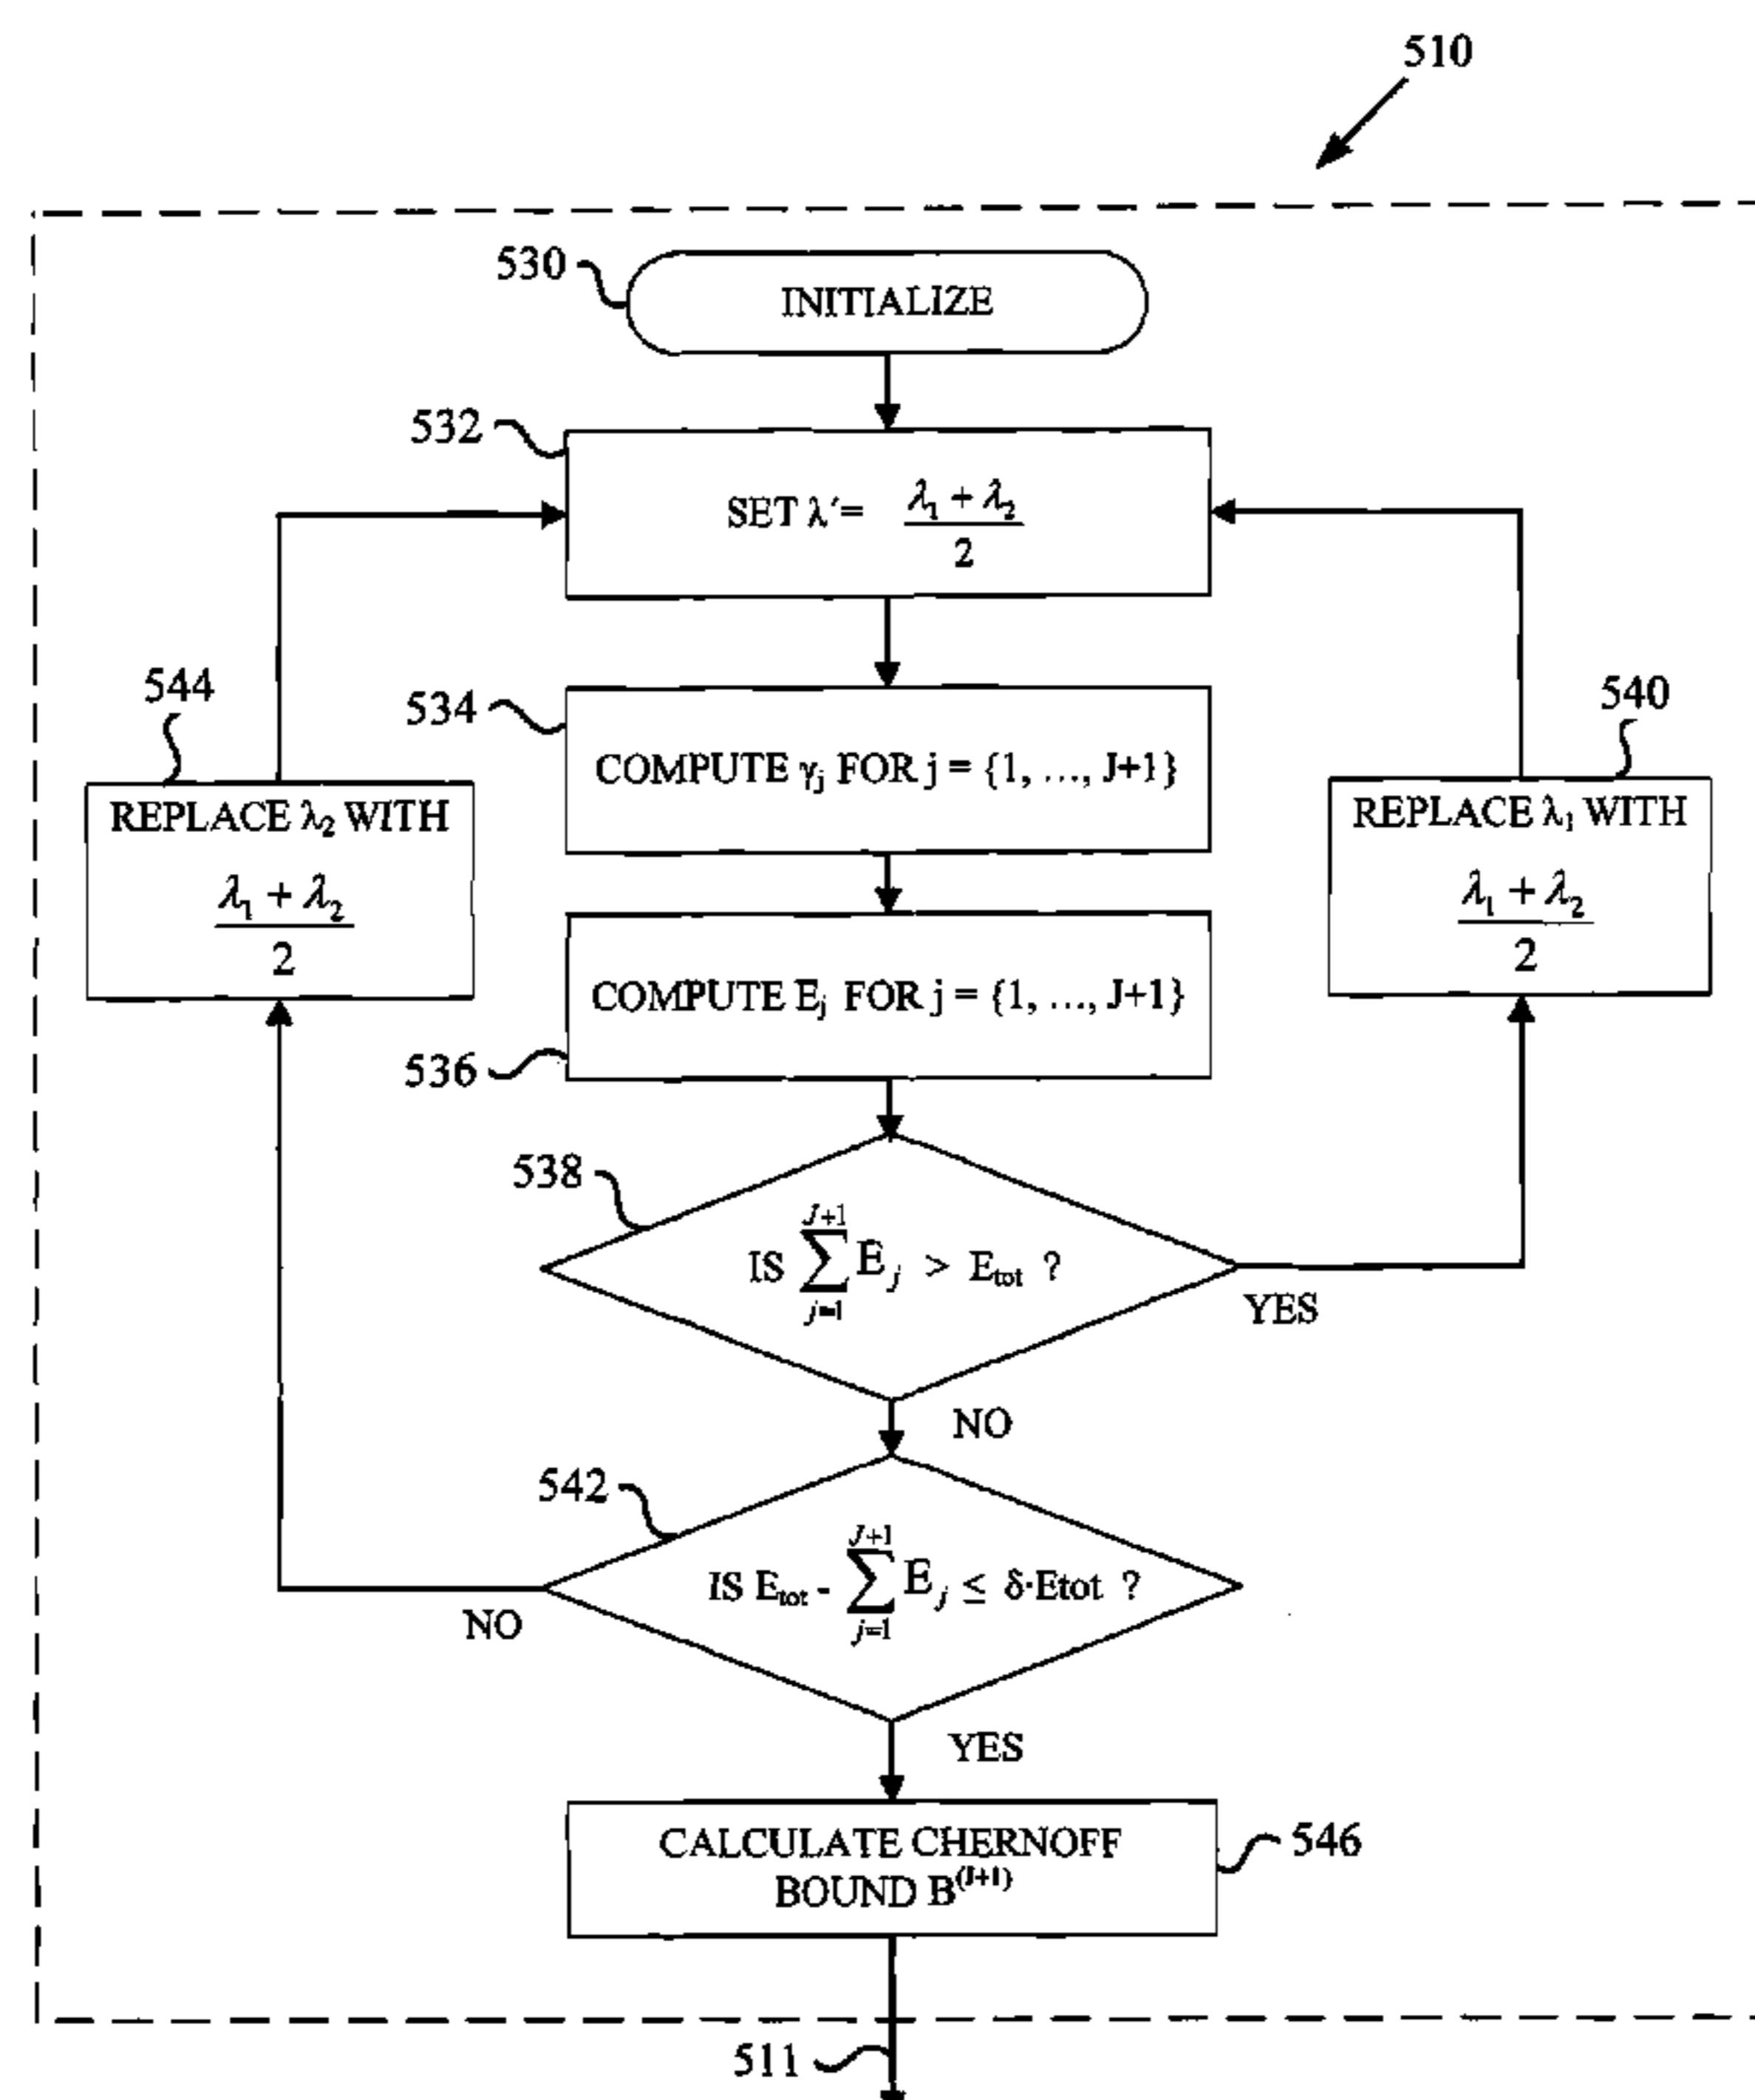 510
530
INITIALIZE
532
SET λ′ = λ₁ + λ₂
2
544
534
540
REPLACE λ₂ WITH
λ₁ + λ₂
2
COMPUTE γⱼ FOR j = {1, ..., J+1}
REPLACE λ₁ WITH
λ₁ + λ₂
2
COMPUTE Eⱼ FOR j = {1, ..., J+1}
536
538
J+1
IS ∑ Eⱼ > Eₜₒₜ ?
j=1
YES
NO
542
J+1
IS Eₜₒₜ - ∑ Eⱼ ≤ δ·Etot ?
j=1
NO
YES
CALCULATE CHERNOFF
BOUND B⁽ᴶ⁺¹⁾
546
511